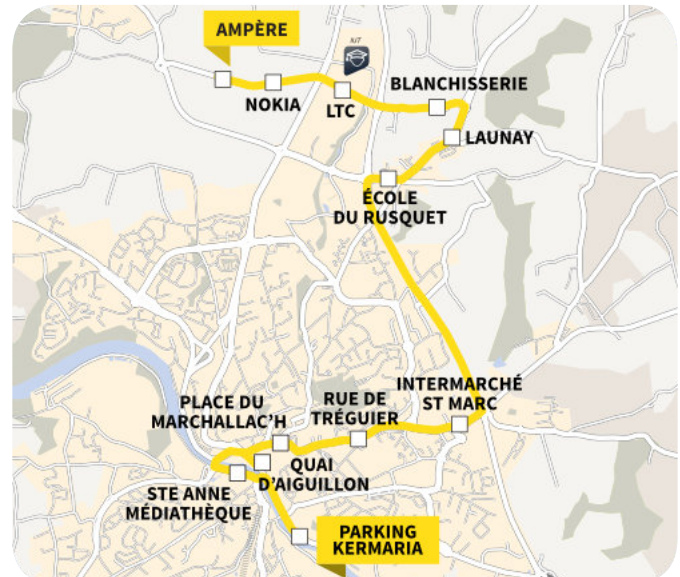 AMPÈRE
IUT
NOKIA
LTC
BLANCHISSERIE
LAUNAY
ÉCOLE
DU RUSQUET
INTERMARCHÉ
ST MARC
RUE DE
TRÉGUIER
PLACE DU
MARCHALLAC'H
QUAI
D'AIGUILLON
STE ANNE
MÉDIATHÈQUE
PARKING
KERMARIA